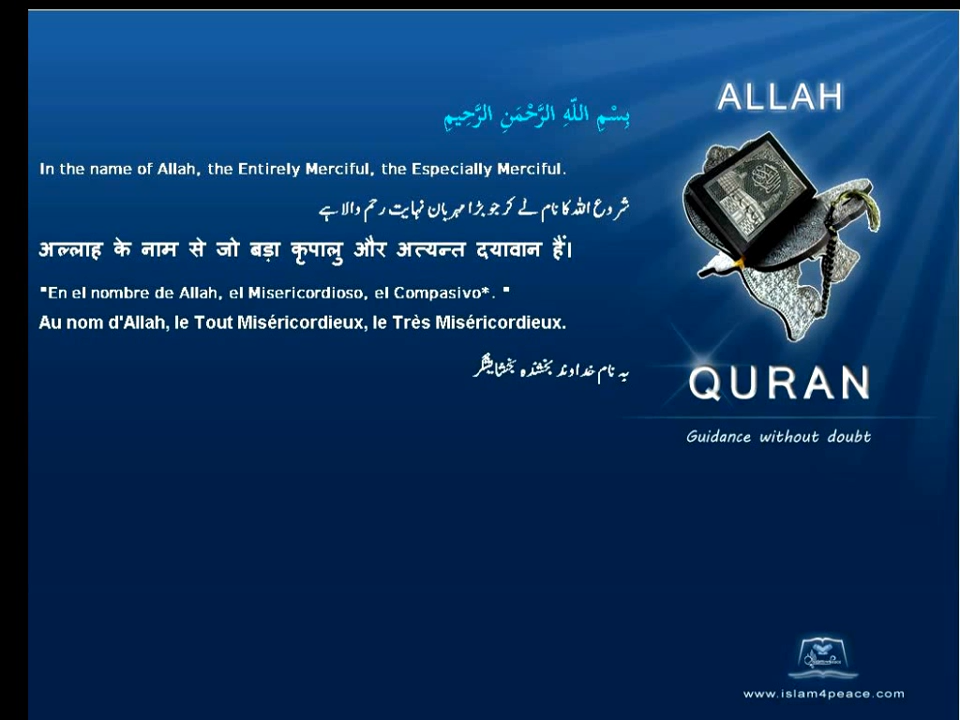 بِسْمِ اللّهِ الرَّحْمَنِ الرَّحِيمِ
In the name of Allah, the Entirely Merciful, the Especially Merciful.
شروع الله کا نام لے کر جو بڑا مہربان نہایت رحم والا ہے
अल्लाह के नाम से जो बड़ा कृपालु और अत्यन्त दयावान हैं।
"En el nombre de Allah, el Misericordioso, el Compasivo*. "
Au nom d'Allah, le Tout Miséricordieux, le Très Miséricordieux.
به نام خداوند بخشنده بخشایشگر
ALLAH
QURAN
Guidance without doubt
www.islam4peace.com